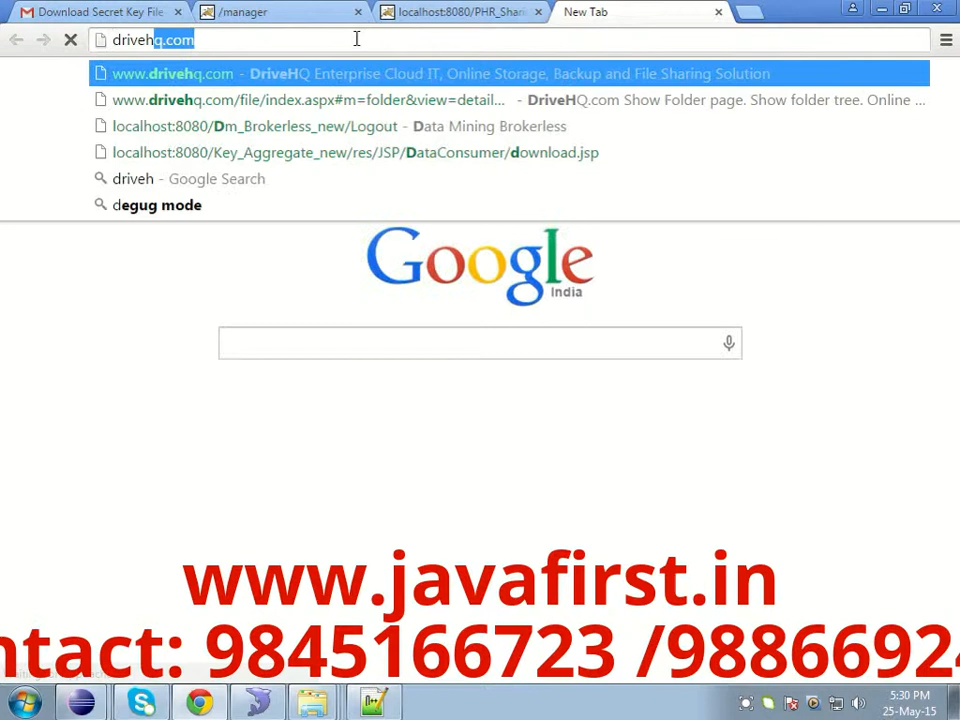 Download Secret Key File
/manager
localhost:8080/PHR_Shari
New Tab
drivehq.com
www.drivehq.com - DriveHQ Enterprise Cloud IT, Online Storage, Backup and File Sharing Solution
www.drivehq.com/file/index.aspx#m=folder&view=detail... - DriveHQ.com Show Folder page. Show folder tree. Online ...
localhost:8080/Dm_Brokerless_new/Logout - Data Mining Brokerless
localhost:8080/Key_Aggregate_new/res/JSP/DataConsumer/download.jsp
driveh - Google Search
degug mode
Google
India
www.javafirst.in
ntact: 9845166723 /98866924
5:30 PM
25-May-15